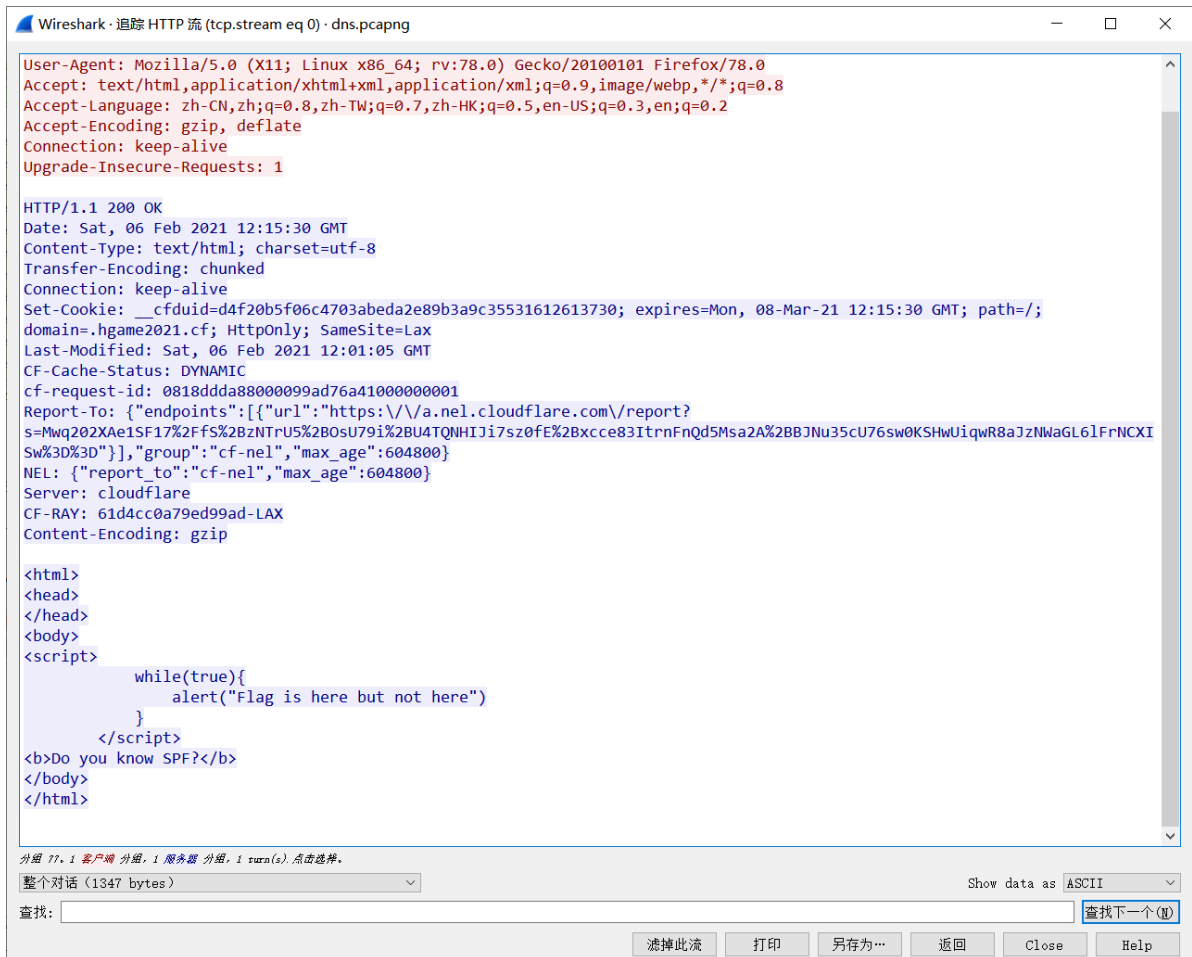 Wireshark · 追踪 HTTP 流 (tcp.stream eq 0) · dns.pcapng
User-Agent: Mozilla/5.0 (X11; Linux x86_64; rv:78.0) Gecko/20100101 Firefox/78.0
Accept: text/html,application/xhtml+xml,application/xml;q=0.9,image/webp,*/*;q=0.8
Accept-Language: zh-CN,zh;q=0.8,zh-TW;q=0.7,zh-HK;q=0.5,en-US;q=0.3,en;q=0.2
Accept-Encoding: gzip, deflate
Connection: keep-alive
Upgrade-Insecure-Requests: 1
HTTP/1.1 200 OK
Date: Sat, 06 Feb 2021 12:15:30 GMT
Content-Type: text/html; charset=utf-8
Transfer-Encoding: chunked
Connection: keep-alive
Set-Cookie: __cfduid=d4f20b5f06c4703abeda2e89b3a9c35531612613730; expires=Mon, 08-Mar-21 12:15:30 GMT; path=/;
domain=.hgame2021.cf; HttpOnly; SameSite=Lax
Last-Modified: Sat, 06 Feb 2021 12:01:05 GMT
CF-Cache-Status: DYNAMIC
cf-request-id: 0818ddda88000099ad76a41000000001
Report-To: {"endpoints":[{"url":"https:\/\/a.nel.cloudflare.com\/report?
s=Mwq202XAe1SF17%2FfS%2BzNTrU5%2BOsU79i%2BU4TQNHIJi7sz0fE%2Bxcce83ItrnFnQd5Msa2A%2BBJNu35cU76sw0KSHwUiqwR8aJzNWaGL6lFrNCXI
Sw%3D%3D"}],"group":"cf-nel","max_age":604800}
NEL: {"report_to":"cf-nel","max_age":604800}
Server: cloudflare
CF-RAY: 61d4cc0a79ed99ad-LAX
Content-Encoding: gzip
<html>
<head>
</head>
<body>
<script>
while(true){
alert("Flag is here but not here")
}
</script>
<b>Do you know SPF?</b>
</body>
</html>
分组 77。1 客户端 分组，1 服务器 分组，1 turn(s). 点击选择。
整个对话（1347 bytes） Show data as ASCII
查找: 查找下一个(N)
滤掉此流 打印 另存为… 返回 Close Help